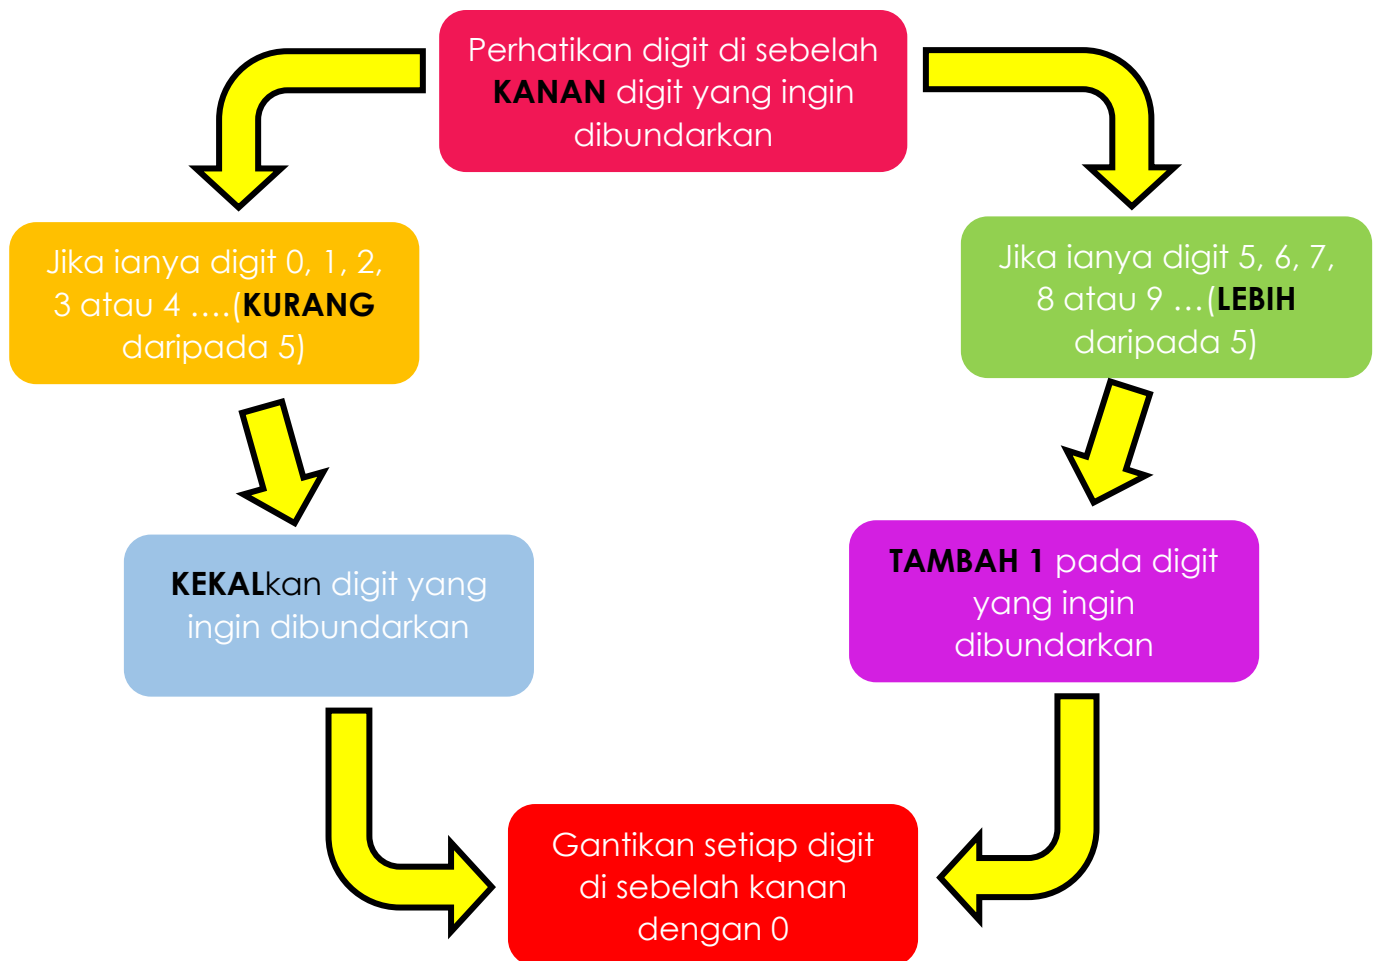 Perhatikan digit di sebelah
KANAN digit yang ingin
dibundarkan
Jika ianya digit 0, 1, 2,
3 atau 4 ....(KURANG
daripada 5)
Jika ianya digit 5, 6, 7,
8 atau 9 ...(LEBIH
daripada 5)
KEKALkan digit yang
ingin dibundarkan
TAMBAH 1 pada digit
yang ingin
dibundarkan
Gantikan setiap digit
di sebelah kanan
dengan 0